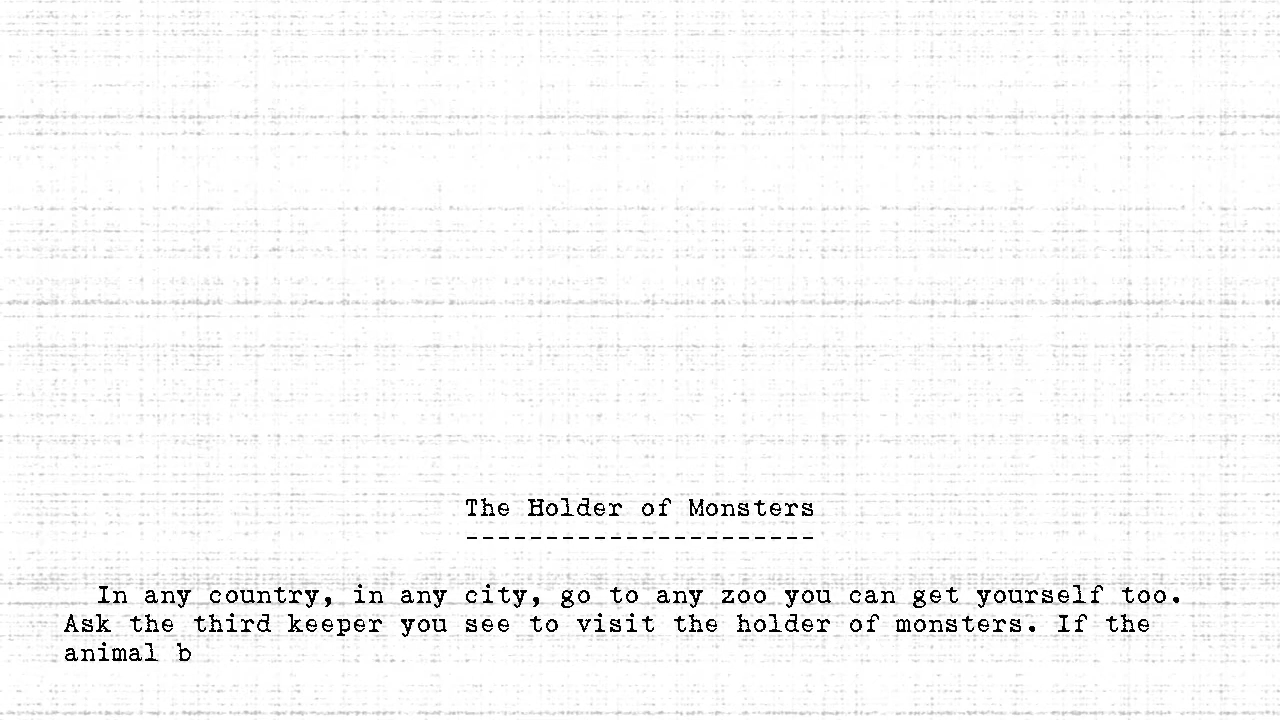 The Holder of Monsters
----------------------
In any country, in any city, go to any zoo you can get yourself too.
Ask the third keeper you see to visit the holder of monsters. If the
animal b